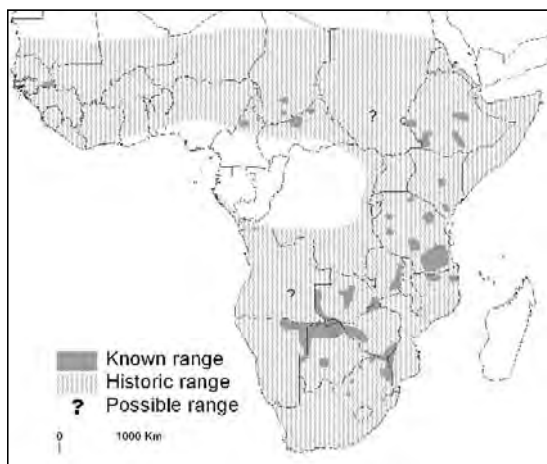 ?
?
Known range
Historic range
? Possible range
0 1000 Km